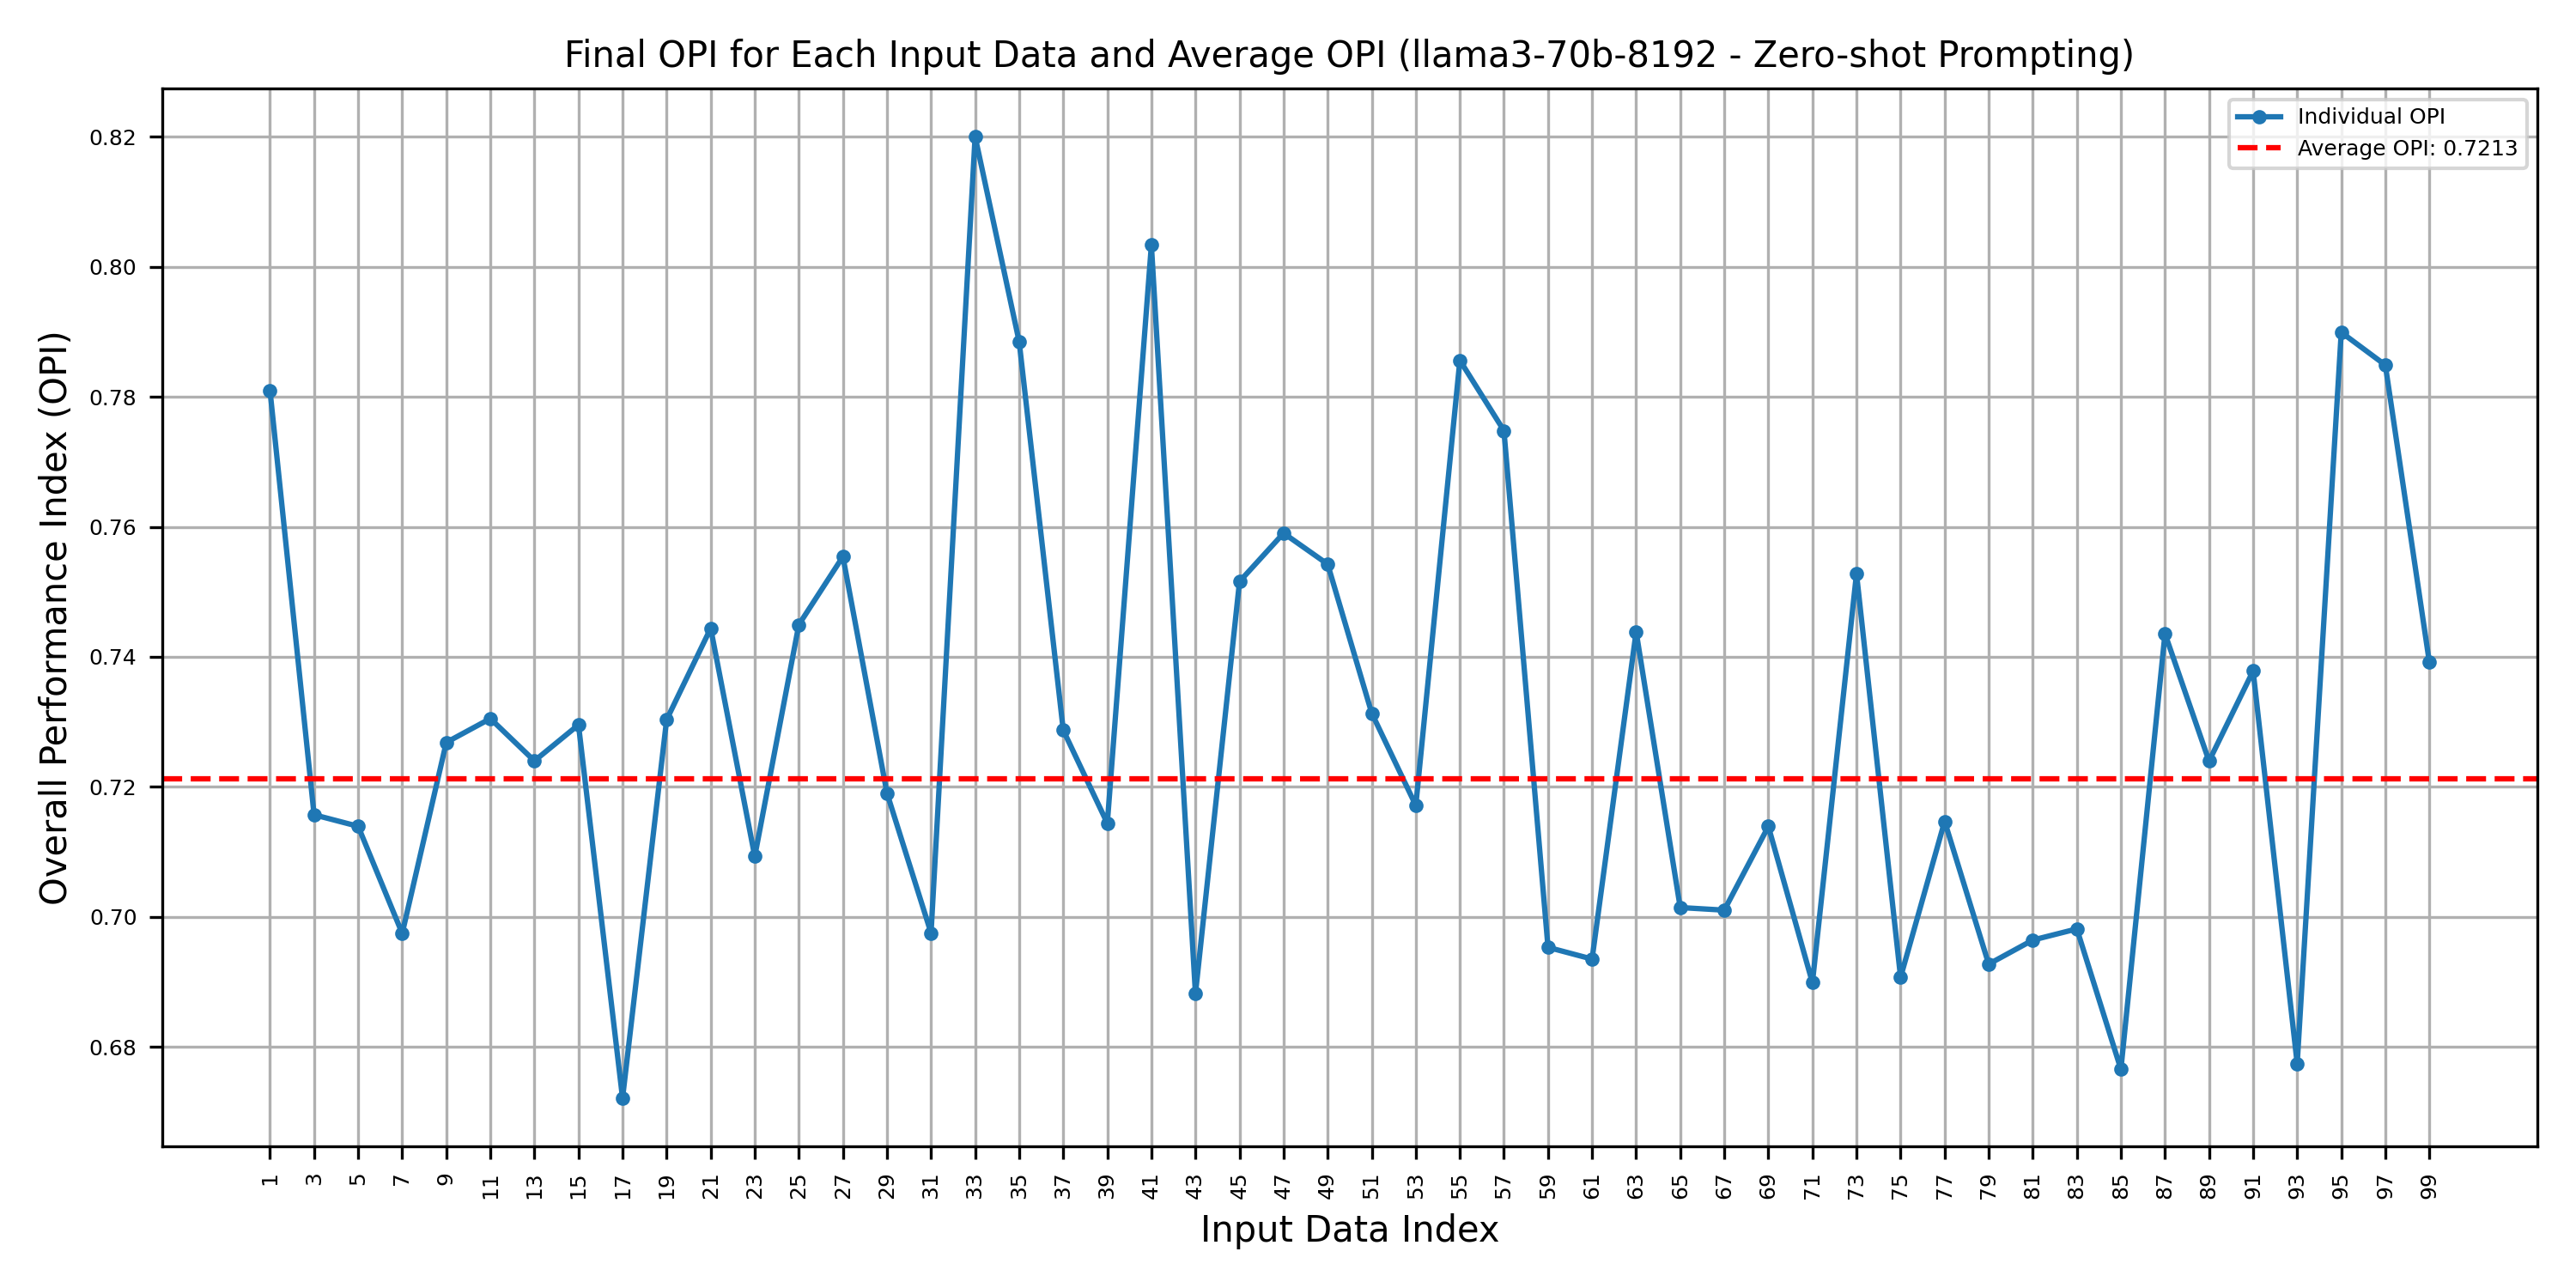 Final OPI for Each Input Data and Average OPI (llama3-70b-8192 - Zero-shot Prompting)
Individual OPI
Average OPI: 0.7213
Overall Performance Index (OPI)
0.82
0.80
0.78
0.76
0.74
0.72
0.70
0.68
1 3 5 7 9 11 13 15 17 19 21 23 25 27 29 31 33 35 37 39 41 43 45 47 49 51 53 55 57 59 61 63 65 67 69 71 73 75 77 79 81 83 85 87 89 91 93 95 97 99
Input Data Index